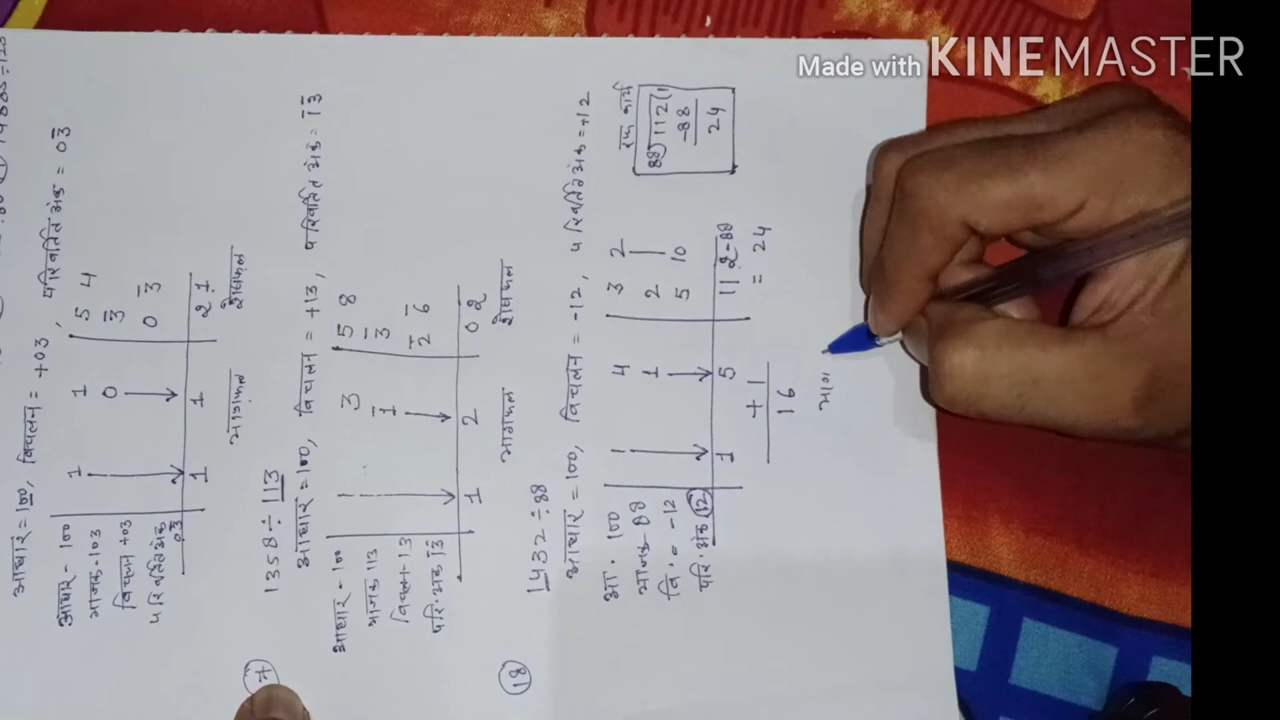 Made with KINEMASTER
आधार = 100, विचलन = +03, परिवर्तित अंक = 03̅
आधार - 100 | 1 1 | 5 4
भाजक - 103 | 0 | 3̅
विचलन +03 | 0 3̅
परिवर्तित अंक 03̅
1 1 | 2 1
भागफल शेषफल
1358 ÷ 113
आधार = 100, विचलन = +13, परिवर्तित अंक = 1̅3̅
आधार - 100 | 1 3 | 5 8
भाजक 113 | 1̅ | 3̅
विचलन +13 | 2̅ 6̅
परि. अंक 1̅3̅
1 2 | 0 2
भागफल शेषफल
18 1432 ÷ 88
आधार = 100, विचलन = -12, परिवर्तित अंक = +12
आ. 100 | 1 4 | 3 2
भाजक - 88 | 1 | 2
वि. = -12 | 5 10
परि. अंक 12
1 5 | 112-88
+1 = 24
16
भाग
रफ कार्य
88)112(1
-88
24